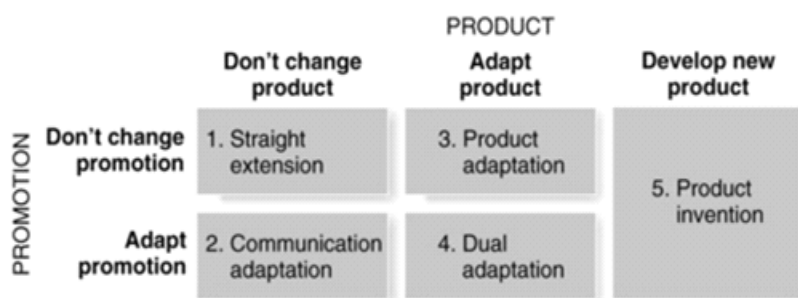 PRODUCT
Don't change
product
Adapt
product
Develop new
product
PROMOTION
Don't change
promotion
1. Straight
extension
3. Product
adaptation
5. Product
invention
Adapt
promotion
2. Communication
adaptation
4. Dual
adaptation